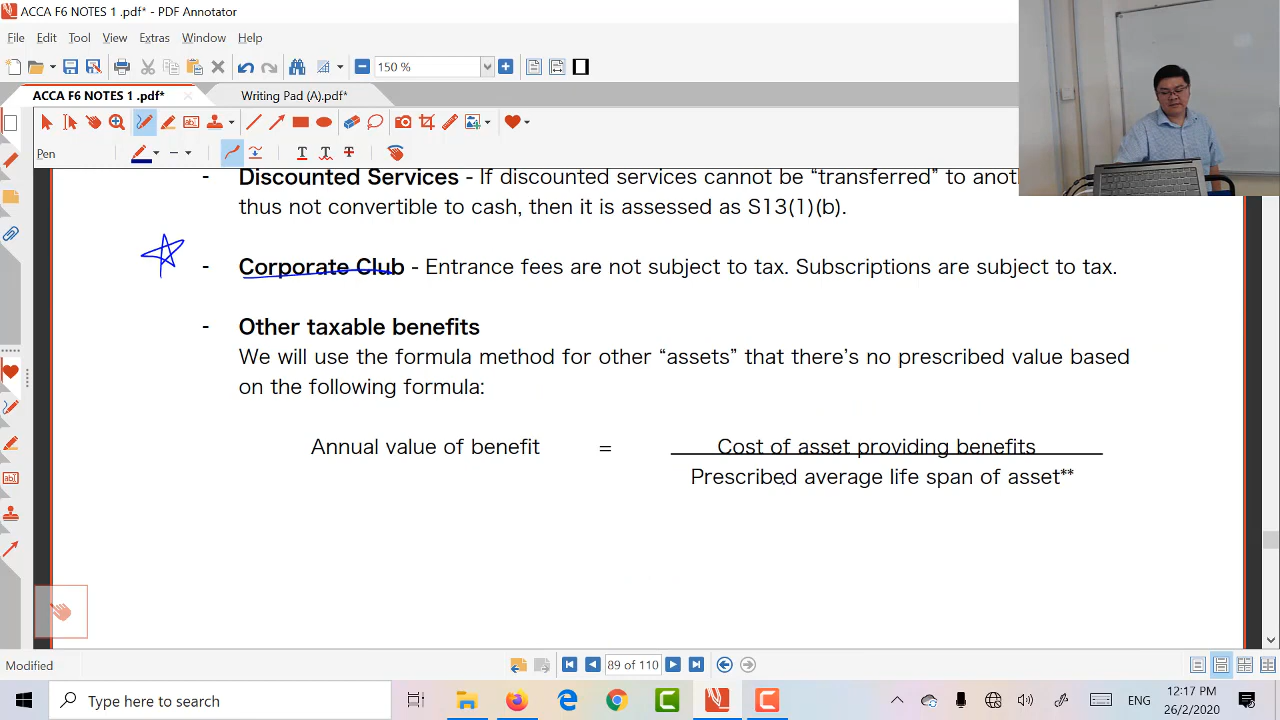 ACCA F6 NOTES 1 .pdf* - PDF Annotator
File Edit Tool View Extras Window Help
150 %
ACCA F6 NOTES 1 .pdf* Writing Pad (A).pdf*
Pen
- Discounted Services - If discounted services cannot be “transferred” to
thus not convertible to cash, then it is assessed as S13(1)(b).
- Corporate Club - Entrance fees are not subject to tax. Subscriptions are subject to tax.
- Other taxable benefits
We will use the formula method for other “assets” that there's no prescribed value based
on the following formula:
Annual value of benefit = Cost of asset providing benefits
Prescribed average life span of asset**
Modified 89 of 110
Type here to search ENG 12:17 PM
26/2/2020